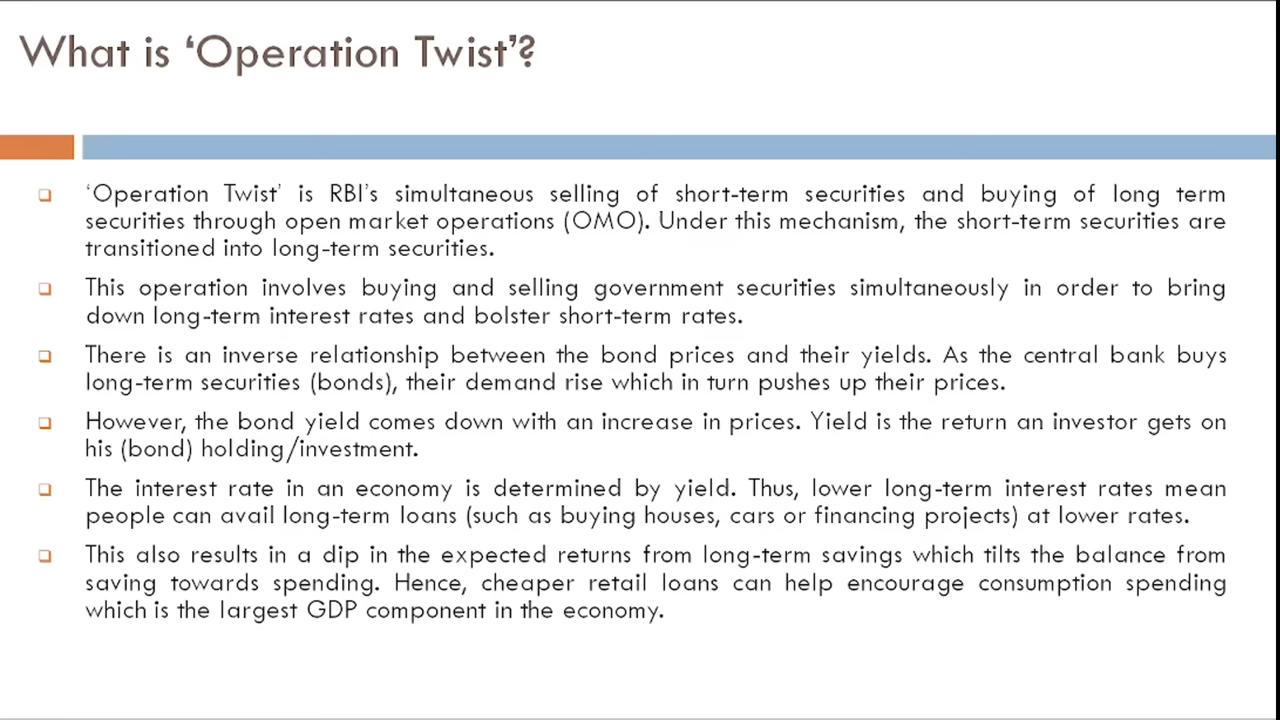 What is ‘Operation Twist’?
‘Operation Twist’ is RBI’s simultaneous selling of short-term securities and buying of long term
securities through open market operations (OMO). Under this mechanism, the short-term securities are
transitioned into long-term securities.
This operation involves buying and selling government securities simultaneously in order to bring
down long-term interest rates and bolster short-term rates.
There is an inverse relationship between the bond prices and their yields. As the central bank buys
long-term securities (bonds), their demand rise which in turn pushes up their prices.
However, the bond yield comes down with an increase in prices. Yield is the return an investor gets on
his (bond) holding/investment.
The interest rate in an economy is determined by yield. Thus, lower long-term interest rates mean
people can avail long-term loans (such as buying houses, cars or financing projects) at lower rates.
This also results in a dip in the expected returns from long-term savings which tilts the balance from
saving towards spending. Hence, cheaper retail loans can help encourage consumption spending
which is the largest GDP component in the economy.